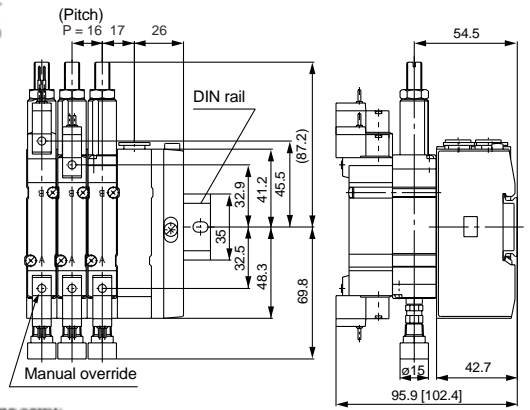 (Pitch)
P = 16 17 26
54.5
DIN rail
(87.2)
45.5
41.2
32.9
35
32.5
48.3
69.8
B B B
A A A
Manual override
ø15
42.7
95.9 [102.4]